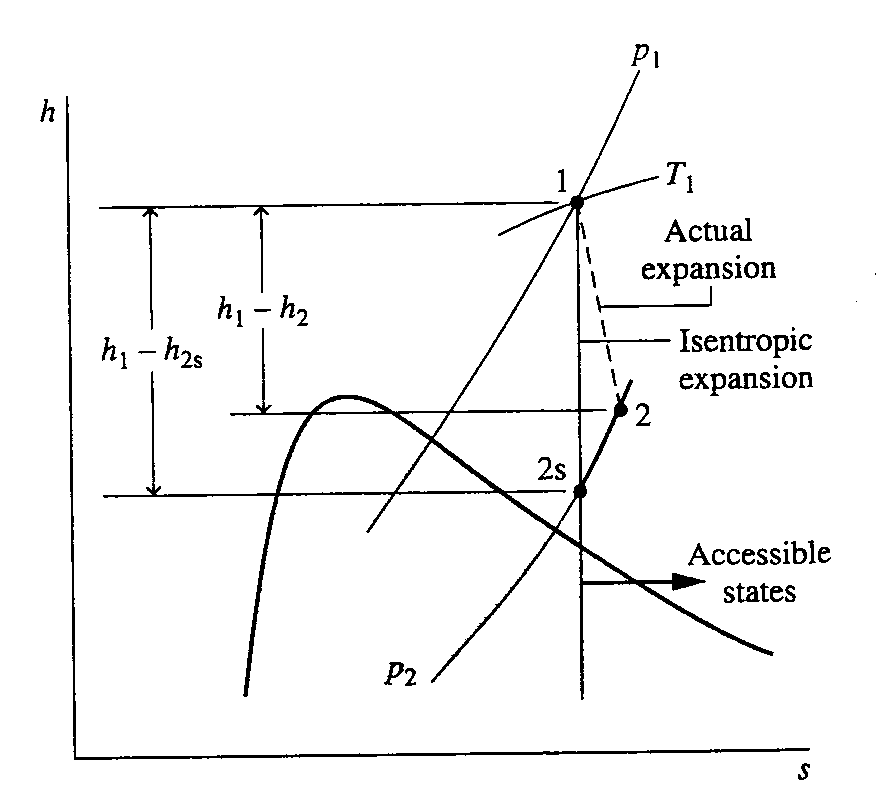 p₁
h
1
T₁
Actual
expansion
h₁ – h₂
h₁ – h₂ₛ
Isentropic
expansion
2
2s
Accessible
states
p₂
s